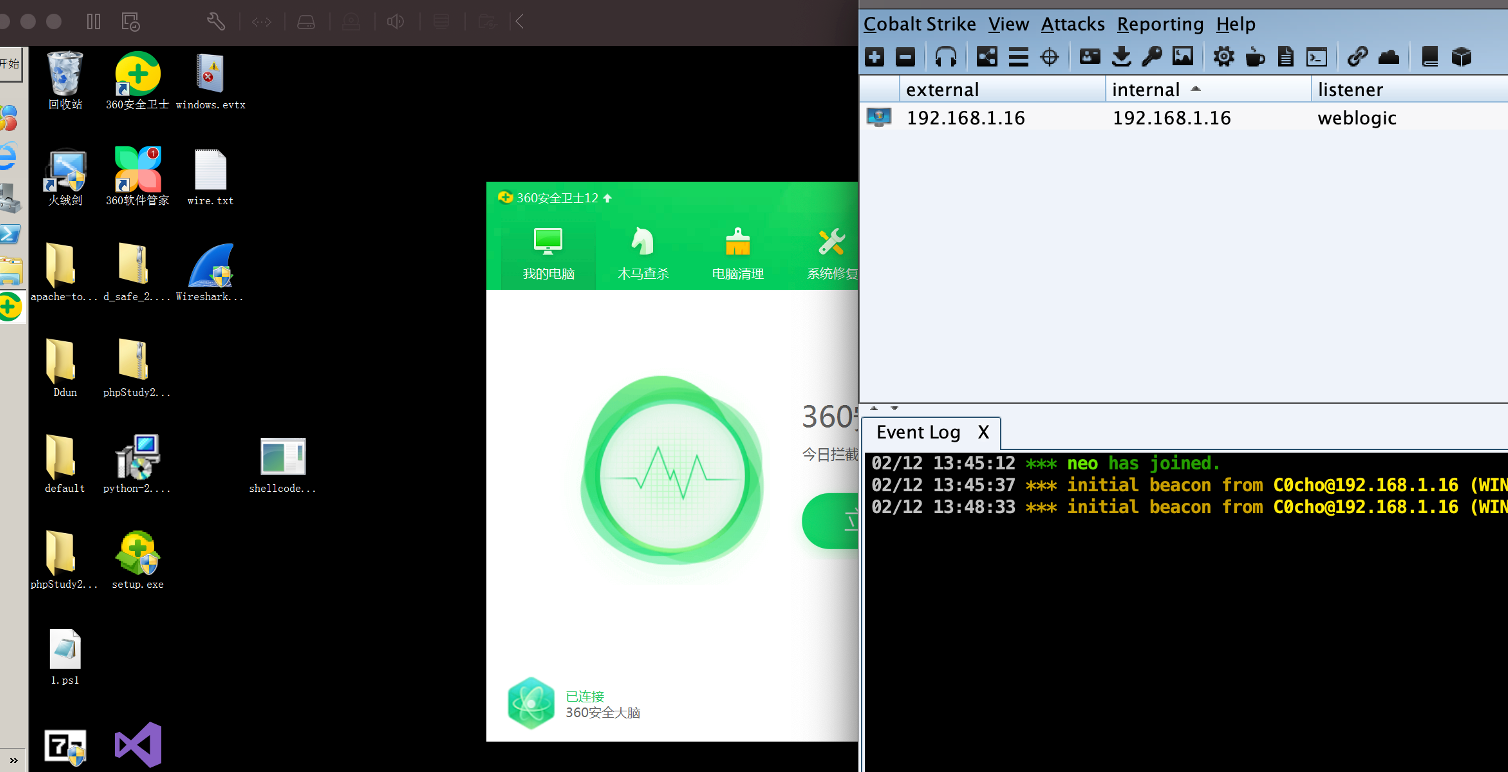 开始
回收站
360安全卫士
windows.evtx
火绒剑
360软件管家
wire.txt
apache-to...
d_safe_2....
Wireshark...
Ddun
phpStudy2...
default
python-2....
shellcode...
phpStudy2...
setup.exe
1.ps1
360安全卫士12
我的电脑
木马查杀
电脑清理
系统修复
360
今日拦截
已连接
360安全大脑
Cobalt Strike View Attacks Reporting Help
external internal listener
192.168.1.16 192.168.1.16 weblogic
Event Log X
02/12 13:45:12 *** neo has joined.
02/12 13:45:37 *** initial beacon from C0cho@192.168.1.16 (WIN
02/12 13:48:33 *** initial beacon from C0cho@192.168.1.16 (WIN